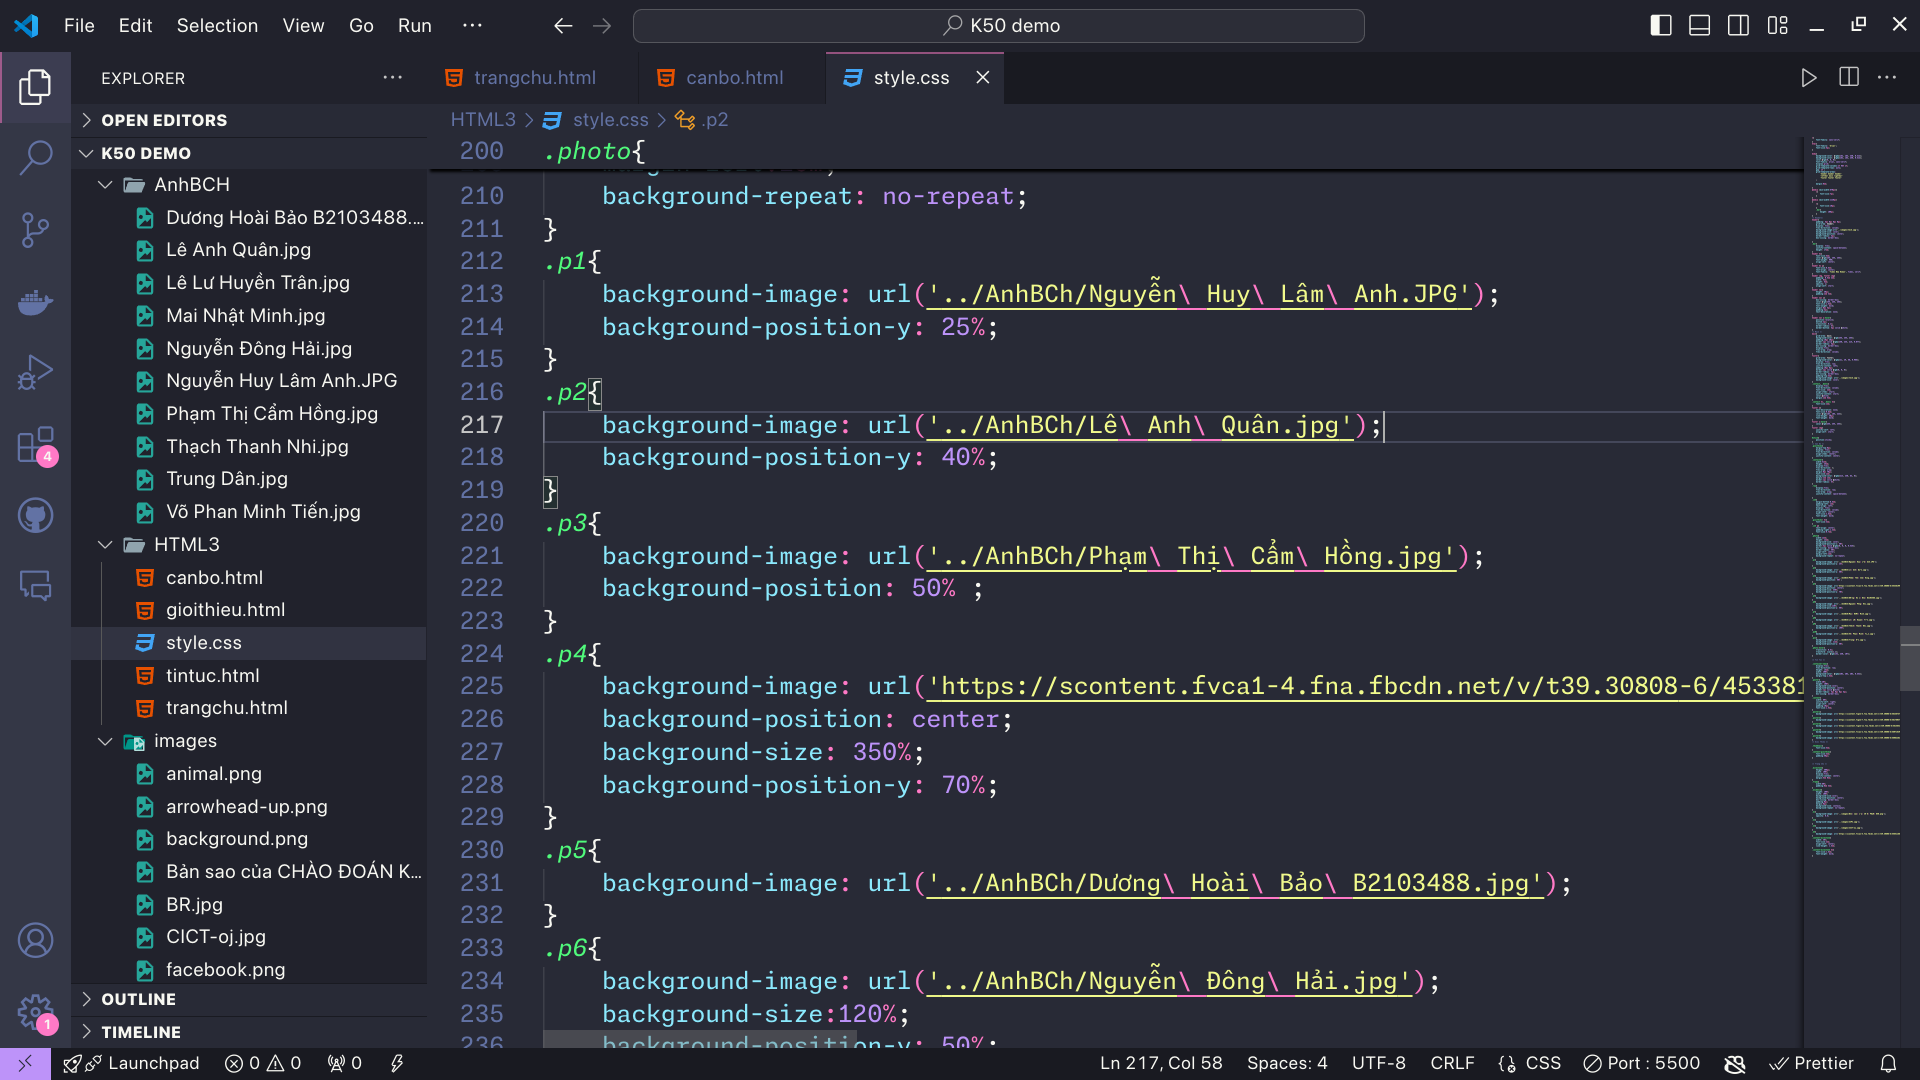 File Edit Selection View Go Run ··· K50 demo
EXPLORER ···
OPEN EDITORS
K50 DEMO
AnhBCH
Dương Hoài Bảo B2103488....
Lê Anh Quân.jpg
Lê Lư Huyền Trân.jpg
Mai Nhật Minh.jpg
Nguyễn Đông Hải.jpg
Nguyễn Huy Lâm Anh.JPG
Phạm Thị Cẩm Hồng.jpg
Thạch Thanh Nhi.jpg
Trung Dân.jpg
Võ Phan Minh Tiến.jpg
HTML3
canbo.html
gioithieu.html
style.css
tintuc.html
trangchu.html
images
animal.png
arrowhead-up.png
background.png
Bản sao của CHÀO ĐOÁN K...
BR.jpg
CICT-oj.jpg
facebook.png
OUTLINE
TIMELINE
4
1
trangchu.html canbo.html style.css
HTML3 > style.css > .p2
200 .photo{
210 background-repeat: no-repeat;
211 }
212 .p1{
213 background-image: url('../AnhBCh/Nguyễn\ Huy\ Lâm\ Anh.JPG');
214 background-position-y: 25%;
215 }
216 .p2{
217 background-image: url('../AnhBCh/Lê\ Anh\ Quân.jpg');
218 background-position-y: 40%;
219 }
220 .p3{
221 background-image: url('../AnhBCh/Phạm\ Thị\ Cẩm\ Hồng.jpg');
222 background-position: 50% ;
223 }
224 .p4{
225 background-image: url('https://scontent.fvca1-4.fna.fbcdn.net/v/t39.30808-6/453381
226 background-position: center;
227 background-size: 350%;
228 background-position-y: 70%;
229 }
230 .p5{
231 background-image: url('../AnhBCh/Dương\ Hoài\ Bảo\ B2103488.jpg');
232 }
233 .p6{
234 background-image: url('../AnhBCh/Nguyễn\ Đông\ Hải.jpg');
235 background-size:120%;
236 background-position-y: 50%;
Launchpad 0 0 0 Ln 217, Col 58 Spaces: 4 UTF-8 CRLF CSS Port : 5500 Prettier